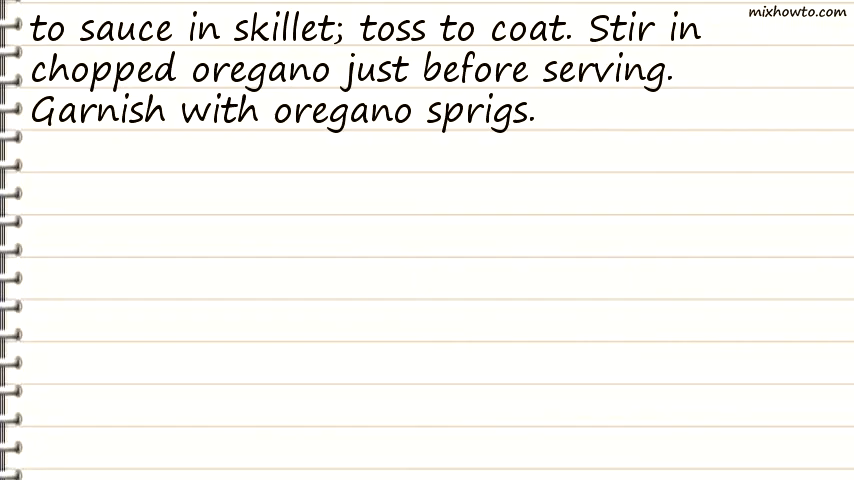 mixhowto.com
to sauce in skillet; toss to coat. Stir in
chopped oregano just before serving.
Garnish with oregano sprigs.